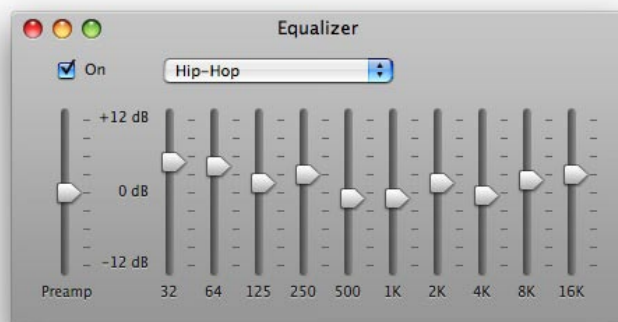 Equalizer
On
Hip-Hop
+12 dB
0 dB
-12 dB
Preamp 32 64 125 250 500 1K 2K 4K 8K 16K